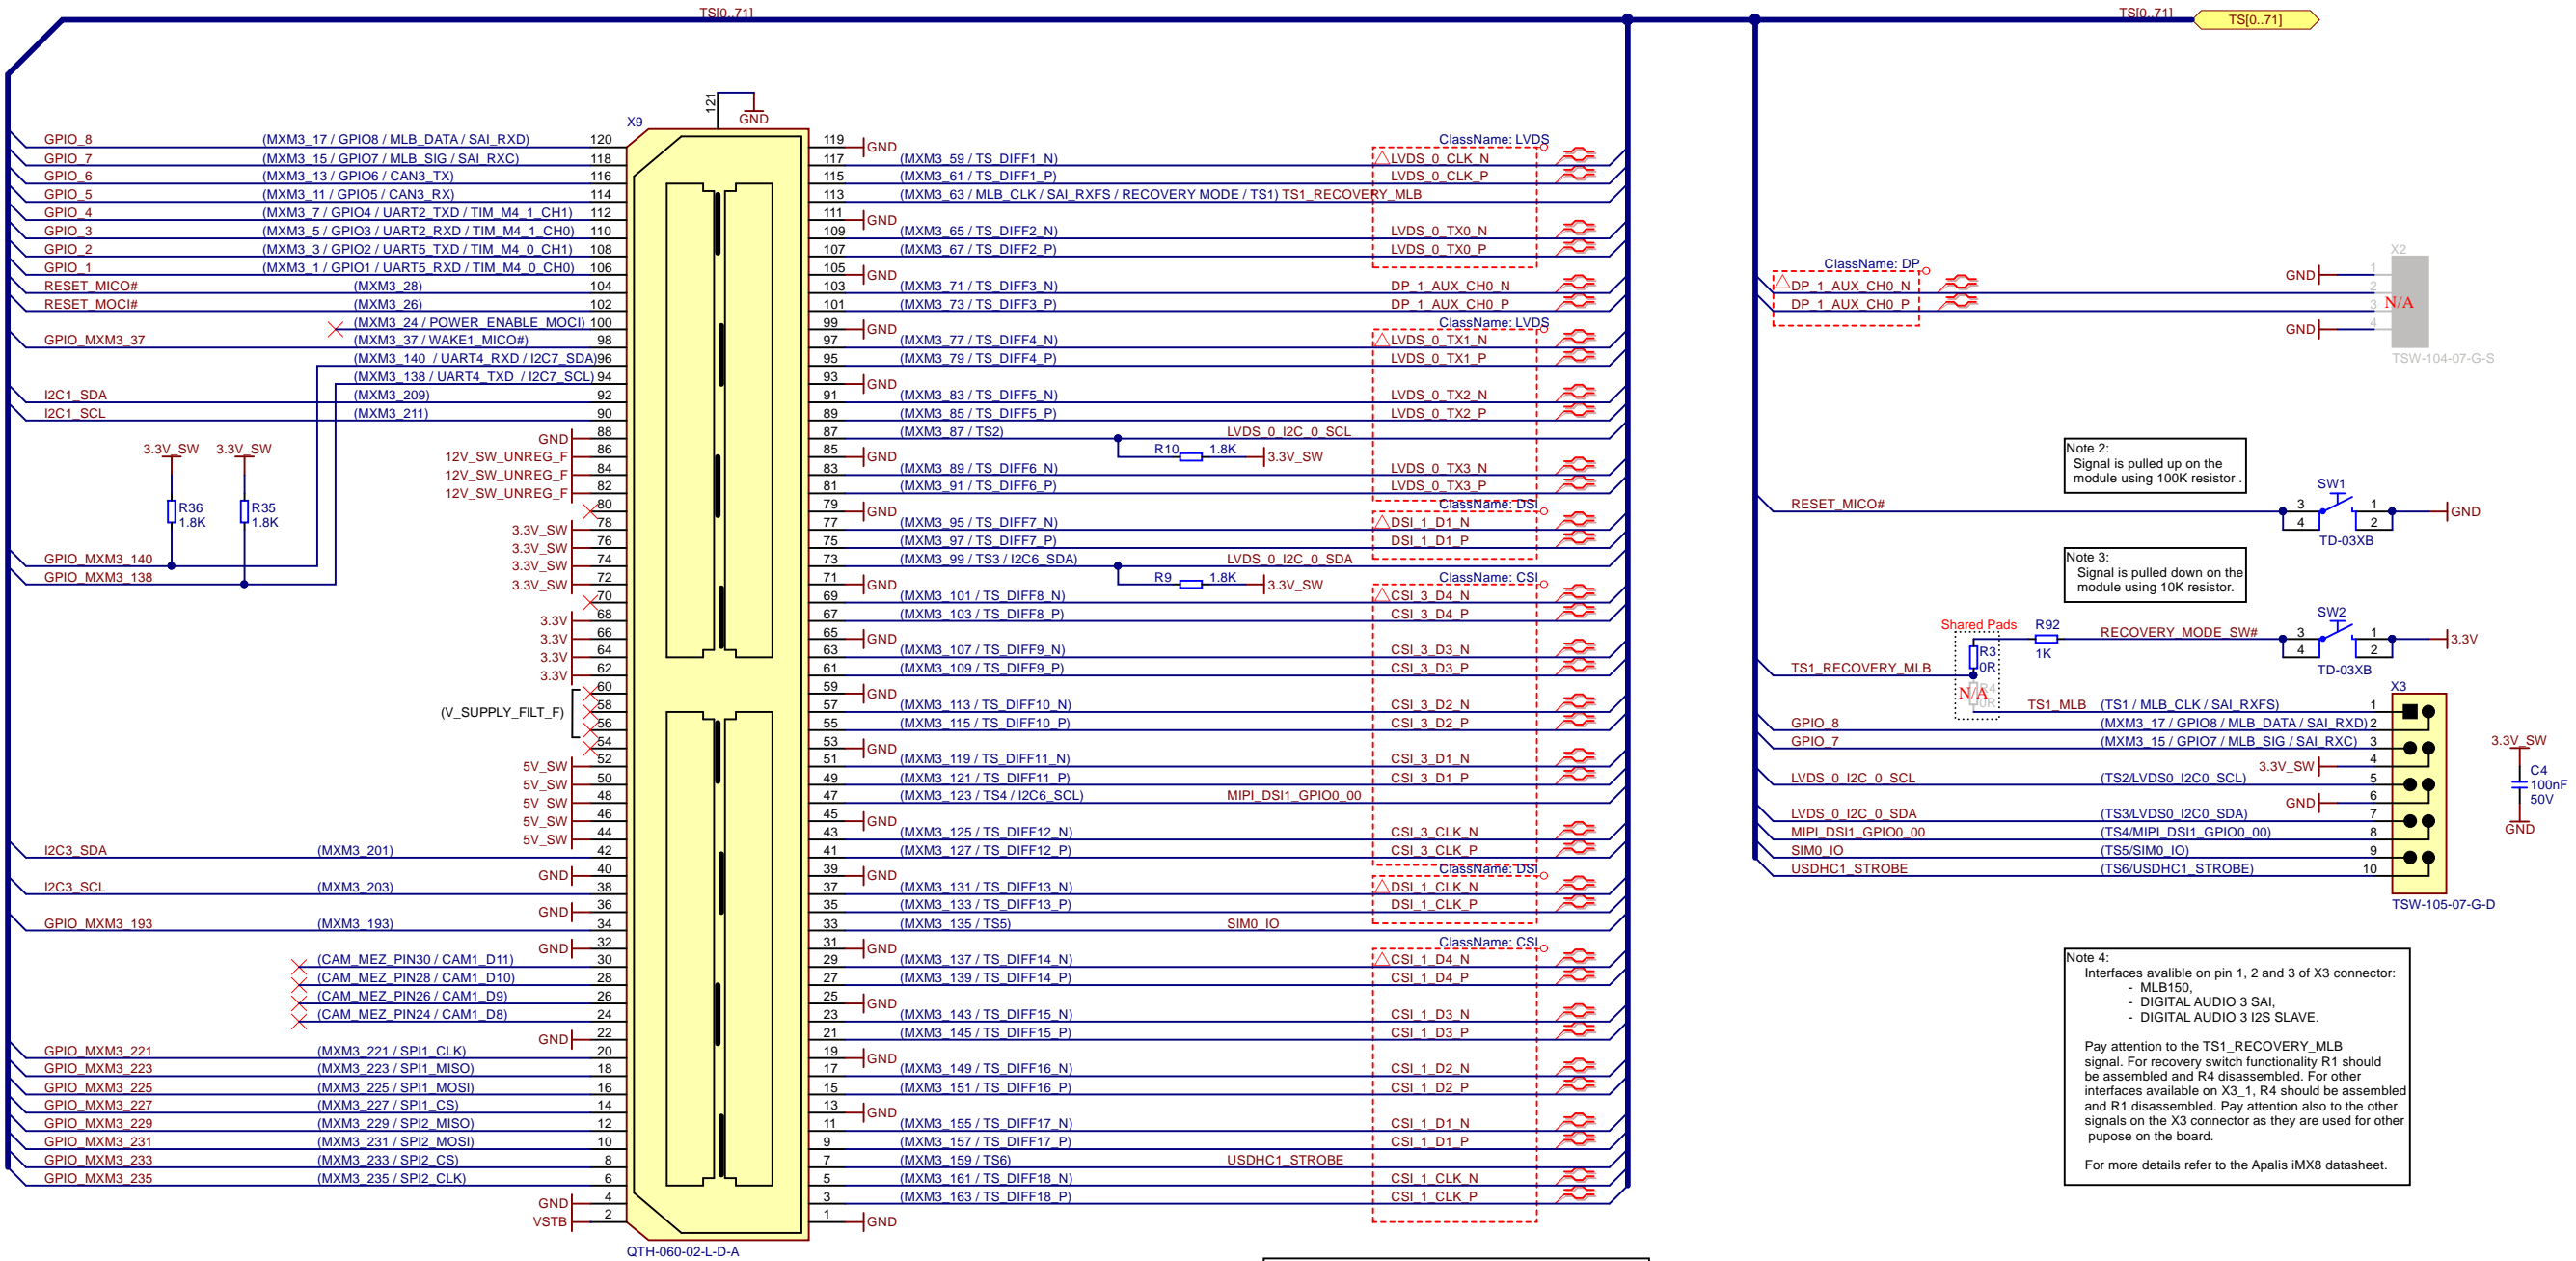 TS[0..71]
TS[0..71]
TS[0..71]
X9
121
GND
GPIO_8 (MXM3_17 / GPIO8 / MLB_DATA / SAI_RXD) 120
GPIO_7 (MXM3_15 / GPIO7 / MLB_SIG / SAI_RXC) 118
GPIO_6 (MXM3_13 / GPIO6 / CAN3_TX) 116
GPIO_5 (MXM3_11 / GPIO5 / CAN3_RX) 114
GPIO_4 (MXM3_7 / GPIO4 / UART2_TXD / TIM_M4_1_CH1) 112
GPIO_3 (MXM3_5 / GPIO3 / UART2_RXD / TIM_M4_1_CH0) 110
GPIO_2 (MXM3_3 / GPIO2 / UART5_TXD / TIM_M4_0_CH1) 108
GPIO_1 (MXM3_1 / GPIO1 / UART5_RXD / TIM_M4_0_CH0) 106
RESET_MICO# (MXM3_28) 104
RESET_MOCI# (MXM3_26) 102
(MXM3_24 / POWER_ENABLE_MOCI) 100
GPIO_MXM3_37 (MXM3_37 / WAKE1_MICO#) 98
(MXM3_140 / UART4_RXD / I2C7_SDA) 96
(MXM3_138 / UART4_TXD / I2C7_SCL) 94
I2C1_SDA (MXM3_209) 92
I2C1_SCL (MXM3_211) 90
GND 88
12V_SW_UNREG_F 86
12V_SW_UNREG_F 84
12V_SW_UNREG_F 82
80
3.3V_SW 78
3.3V_SW 76
3.3V_SW 74
3.3V_SW 72
70
3.3V 68
3.3V 66
3.3V 64
3.3V 62
60
(V_SUPPLY_FILT_F) 58
56
54
5V_SW 52
5V_SW 50
5V_SW 48
5V_SW 46
5V_SW 44
I2C3_SDA (MXM3_201) 42
GND 40
I2C3_SCL (MXM3_203) 38
GND 36
GPIO_MXM3_193 (MXM3_193) 34
GND 32
(CAM_MEZ_PIN30 / CAM1_D11) 30
(CAM_MEZ_PIN28 / CAM1_D10) 28
(CAM_MEZ_PIN26 / CAM1_D9) 26
(CAM_MEZ_PIN24 / CAM1_D8) 24
GND 22
GPIO_MXM3_221 (MXM3_221 / SPI1_CLK) 20
GPIO_MXM3_223 (MXM3_223 / SPI1_MISO) 18
GPIO_MXM3_225 (MXM3_225 / SPI1_MOSI) 16
GPIO_MXM3_227 (MXM3_227 / SPI1_CS) 14
GPIO_MXM3_229 (MXM3_229 / SPI2_MISO) 12
GPIO_MXM3_231 (MXM3_231 / SPI2_MOSI) 10
GPIO_MXM3_233 (MXM3_233 / SPI2_CS) 8
GPIO_MXM3_235 (MXM3_235 / SPI2_CLK) 6
GND 4
VSTB 2
QTH-060-02-L-D-A
3.3V_SW 3.3V_SW
R36 R35
1.8K 1.8K
GPIO_MXM3_140
GPIO_MXM3_138
ClassName: LVDS
119 GND
117 (MXM3_59 / TS_DIFF1_N) LVDS_0_CLK_N
115 (MXM3_61 / TS_DIFF1_P) LVDS_0_CLK_P
113 (MXM3_63 / MLB_CLK / SAI_RXFS / RECOVERY MODE / TS1) TS1_RECOVERY_MLB
111 GND
109 (MXM3_65 / TS_DIFF2_N) LVDS_0_TX0_N
107 (MXM3_67 / TS_DIFF2_P) LVDS_0_TX0_P
105 GND
103 (MXM3_71 / TS_DIFF3_N) DP_1_AUX_CH0_N
101 (MXM3_73 / TS_DIFF3_P) DP_1_AUX_CH0_P
99 GND
ClassName: LVDS
97 (MXM3_77 / TS_DIFF4_N) LVDS_0_TX1_N
95 (MXM3_79 / TS_DIFF4_P) LVDS_0_TX1_P
93 GND
91 (MXM3_83 / TS_DIFF5_N) LVDS_0_TX2_N
89 (MXM3_85 / TS_DIFF5_P) LVDS_0_TX2_P
87 (MXM3_87 / TS2) LVDS_0_I2C_0_SCL
85 GND R10 1.8K 3.3V_SW
83 (MXM3_89 / TS_DIFF6_N) LVDS_0_TX3_N
81 (MXM3_91 / TS_DIFF6_P) LVDS_0_TX3_P
79 GND
ClassName: DSI
77 (MXM3_95 / TS_DIFF7_N) DSI_1_D1_N
75 (MXM3_97 / TS_DIFF7_P) DSI_1_D1_P
73 (MXM3_99 / TS3 / I2C6_SDA) LVDS_0_I2C_0_SDA
71 GND R9 1.8K 3.3V_SW
ClassName: CSI
69 (MXM3_101 / TS_DIFF8_N) CSI_3_D4_N
67 (MXM3_103 / TS_DIFF8_P) CSI_3_D4_P
65 GND
63 (MXM3_107 / TS_DIFF9_N) CSI_3_D3_N
61 (MXM3_109 / TS_DIFF9_P) CSI_3_D3_P
59 GND
57 (MXM3_113 / TS_DIFF10_N) CSI_3_D2_N
55 (MXM3_115 / TS_DIFF10_P) CSI_3_D2_P
53 GND
51 (MXM3_119 / TS_DIFF11_N) CSI_3_D1_N
49 (MXM3_121 / TS_DIFF11_P) CSI_3_D1_P
47 (MXM3_123 / TS4 / I2C6_SCL) MIPI_DSI1_GPIO0_00
45 GND
43 (MXM3_125 / TS_DIFF12_N) CSI_3_CLK_N
41 (MXM3_127 / TS_DIFF12_P) CSI_3_CLK_P
39 GND
ClassName: DSI
37 (MXM3_131 / TS_DIFF13_N) DSI_1_CLK_N
35 (MXM3_133 / TS_DIFF13_P) DSI_1_CLK_P
33 (MXM3_135 / TS5) SIM0_IO
31 GND
ClassName: CSI
29 (MXM3_137 / TS_DIFF14_N) CSI_1_D4_N
27 (MXM3_139 / TS_DIFF14_P) CSI_1_D4_P
25 GND
23 (MXM3_143 / TS_DIFF15_N) CSI_1_D3_N
21 (MXM3_145 / TS_DIFF15_P) CSI_1_D3_P
19 GND
17 (MXM3_149 / TS_DIFF16_N) CSI_1_D2_N
15 (MXM3_151 / TS_DIFF16_P) CSI_1_D2_P
13 GND
11 (MXM3_155 / TS_DIFF17_N) CSI_1_D1_N
9 (MXM3_157 / TS_DIFF17_P) CSI_1_D1_P
7 (MXM3_159 / TS6) USDHC1_STROBE
5 (MXM3_161 / TS_DIFF18_N) CSI_1_CLK_N
3 (MXM3_163 / TS_DIFF18_P) CSI_1_CLK_P
1 GND
X2
ClassName: DP
GND 1
DP_1_AUX_CH0_N 2
DP_1_AUX_CH0_P 3
GND 4
N/A
TSW-104-07-G-S
Note 2:
Signal is pulled up on the
module using 100K resistor .
SW1
RESET_MICO# 3 1 GND
4 2
TD-03XB
Note 3:
Signal is pulled down on the
module using 10K resistor.
SW2
Shared Pads R92 RECOVERY_MODE_SW# 3 1 3.3V
R3 1K 4 2
0R
TD-03XB
TS1_RECOVERY_MLB
N/A R4
0R
X3
TS1_MLB (TS1 / MLB_CLK / SAI_RXFS) 1
GPIO_8 (MXM3_17 / GPIO8 / MLB_DATA / SAI_RXD) 2
GPIO_7 (MXM3_15 / GPIO7 / MLB_SIG / SAI_RXC) 3
3.3V_SW 4
LVDS_0_I2C_0_SCL (TS2/LVDS0_I2C0_SCL) 5
GND 6
LVDS_0_I2C_0_SDA (TS3/LVDS0_I2C0_SDA) 7
MIPI_DSI1_GPIO0_00 (TS4/MIPI_DSI1_GPIO0_00) 8
SIM0_IO (TS5/SIM0_IO) 9
USDHC1_STROBE (TS6/USDHC1_STROBE) 10
TSW-105-07-G-D
3.3V_SW
C4
100nF
50V
GND
Note 4:
Interfaces avalible on pin 1, 2 and 3 of X3 connector:
- MLB150,
- DIGITAL AUDIO 3 SAI,
- DIGITAL AUDIO 3 I2S SLAVE.
Pay attention to the TS1_RECOVERY_MLB
signal. For recovery switch functionality R1 should
be assembled and R4 disassembled. For other
interfaces available on X3_1, R4 should be assembled
and R1 disassembled. Pay attention also to the other
signals on the X3 connector as they are used for other
pupose on the board.
For more details refer to the Apalis iMX8 datasheet.